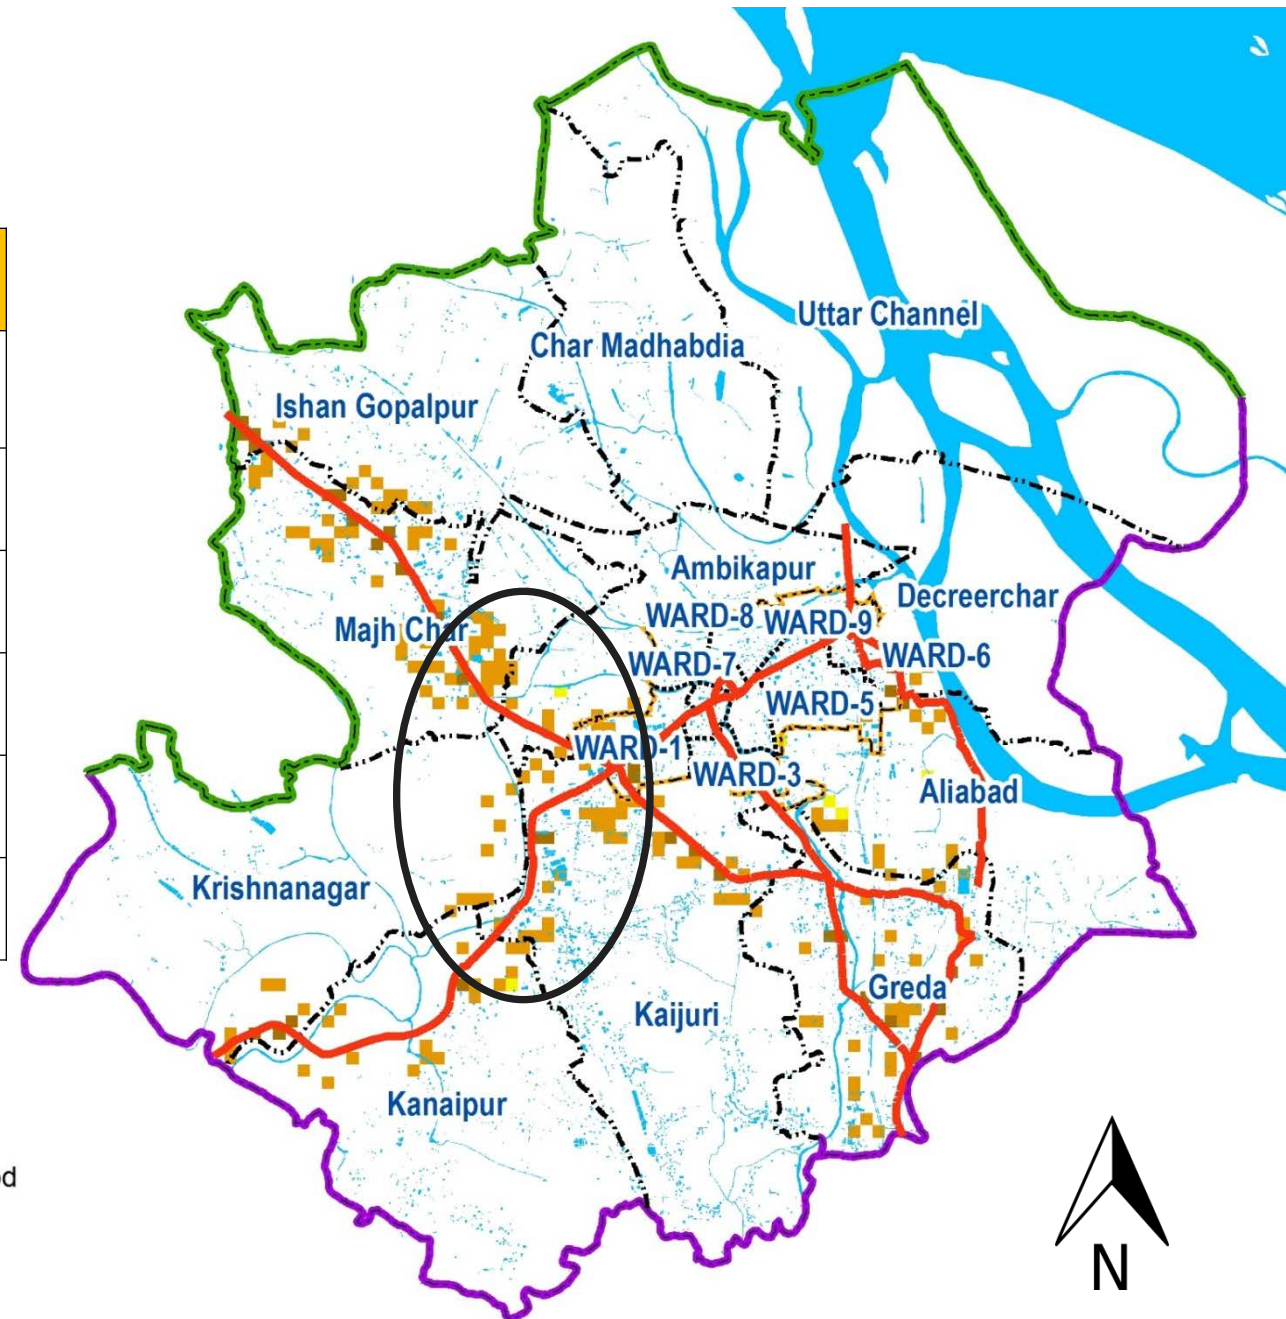 Uttar Channel
Char Madhabdia
Ishan Gopalpur
Ambikapur
Decreerchar
WARD-8
WARD-9
Majh Char
WARD-7
WARD-6
WARD-5
WARD-1
WARD-3
Aliabad
Krishnanagar
Greda
Kaijuri
Kanaipur
N